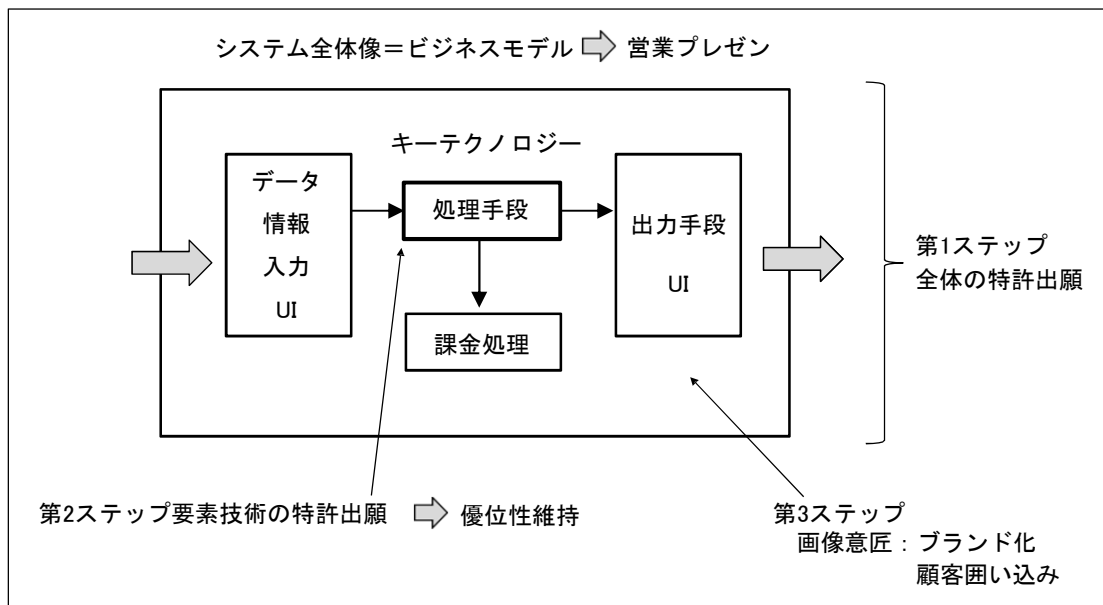 システム全体像＝ビジネスモデル 営業プレゼン
キーテクノロジー
データ
情報
入力
UI
処理手段
課金処理
出力手段
UI
第1ステップ
全体の特許出願
第2ステップ要素技術の特許出願 優位性維持
第3ステップ
画像意匠：ブランド化
顧客囲い込み